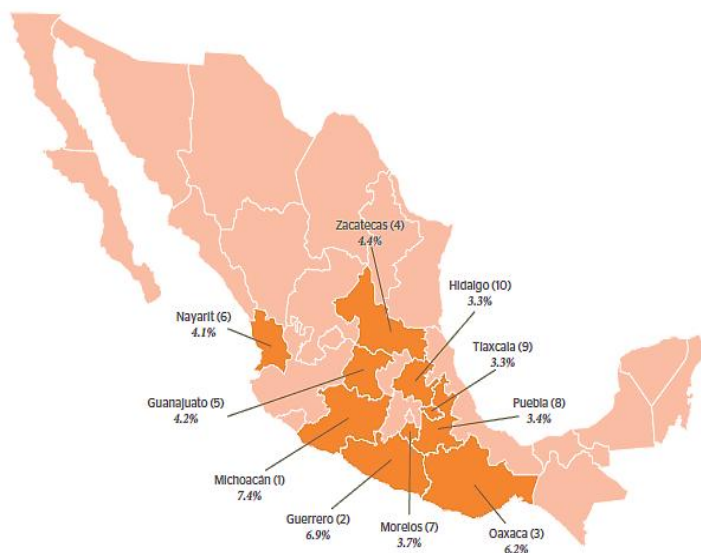 Zacatecas (4)
4.4%
Hidalgo (10)
3.3%
Nayarit (6)
4.1%
Tlaxcala (9)
3.3%
Guanajuato (5)
4.2%
Puebla (8)
3.4%
Michoacán (1)
7.4%
Guerrero (2)
6.9%
Morelos (7)
3.7%
Oaxaca (3)
6.2%